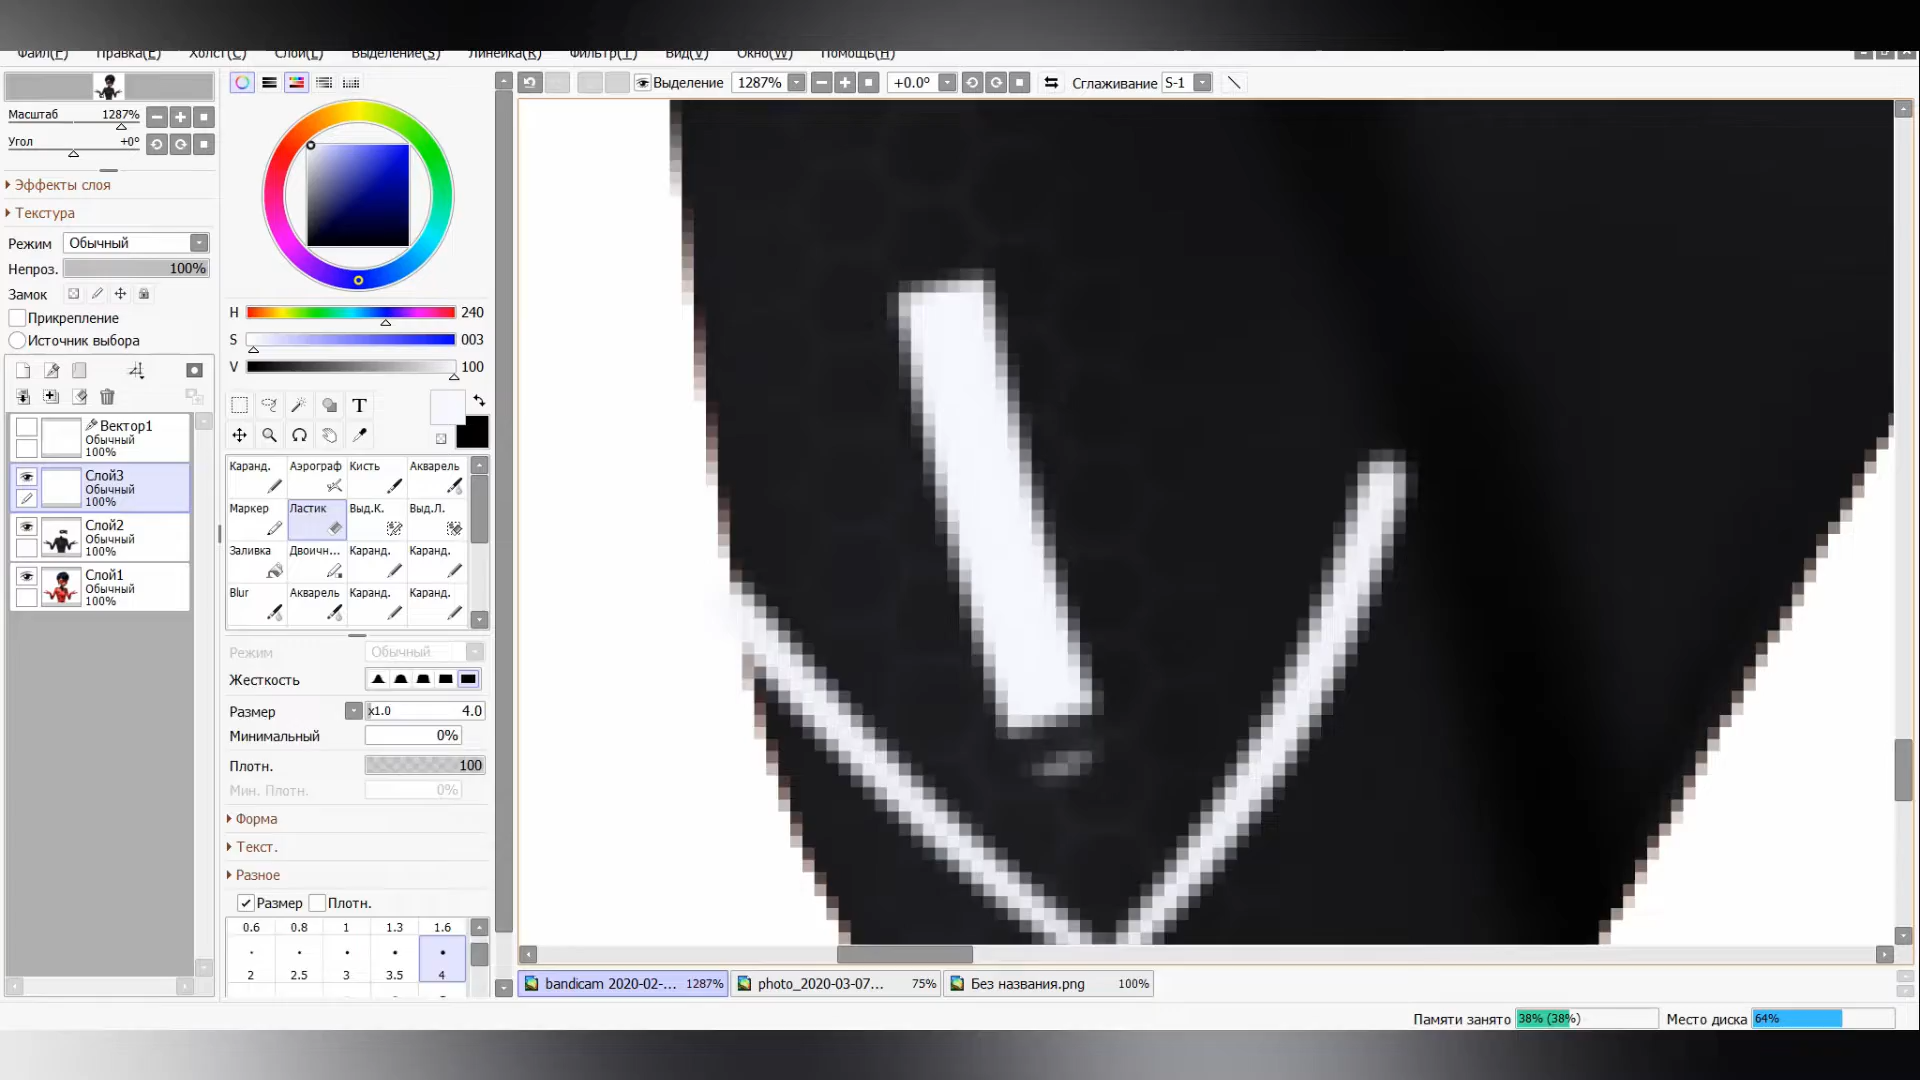 Файл(F) Правка(E) Холст(C) Слои(L) Выделение(S) Линейка(R) Фильтр(T) Вид(V) Окно(W) Помощь(H)
Выделение 1287% +0.0° Сглаживание S-1
Масштаб 1287%
Угол +0°
Эффекты слоя
Текстура
Режим Обычный
Непроз. 100%
Замок
Прикрепление
Источник выбора
Вектор1
Обычный
100%
Слой3
Обычный
100%
Слой2
Обычный
100%
Слой1
Обычный
100%
H 240
S 003
V 100
T
Каранд. Аэрограф Кисть Акварель
Маркер Ластик Выд.К. Выд.Л.
Заливка Двоичн... Каранд. Каранд.
Blur Акварель Каранд. Каранд.
Режим Обычный
Жесткость
Размер x1.0 4.0
Минимальный 0%
Плотн. 100
Мин. Плотн. 0%
Форма
Текст.
Разное
Размер Плотн.
0.6 0.8 1 1.3 1.6
2 2.5 3 3.5 4
bandicam 2020-02-... 1287% photo_2020-03-07... 75% Без названия.png 100%
Памяти занято 38% (38%) Место диска 64%